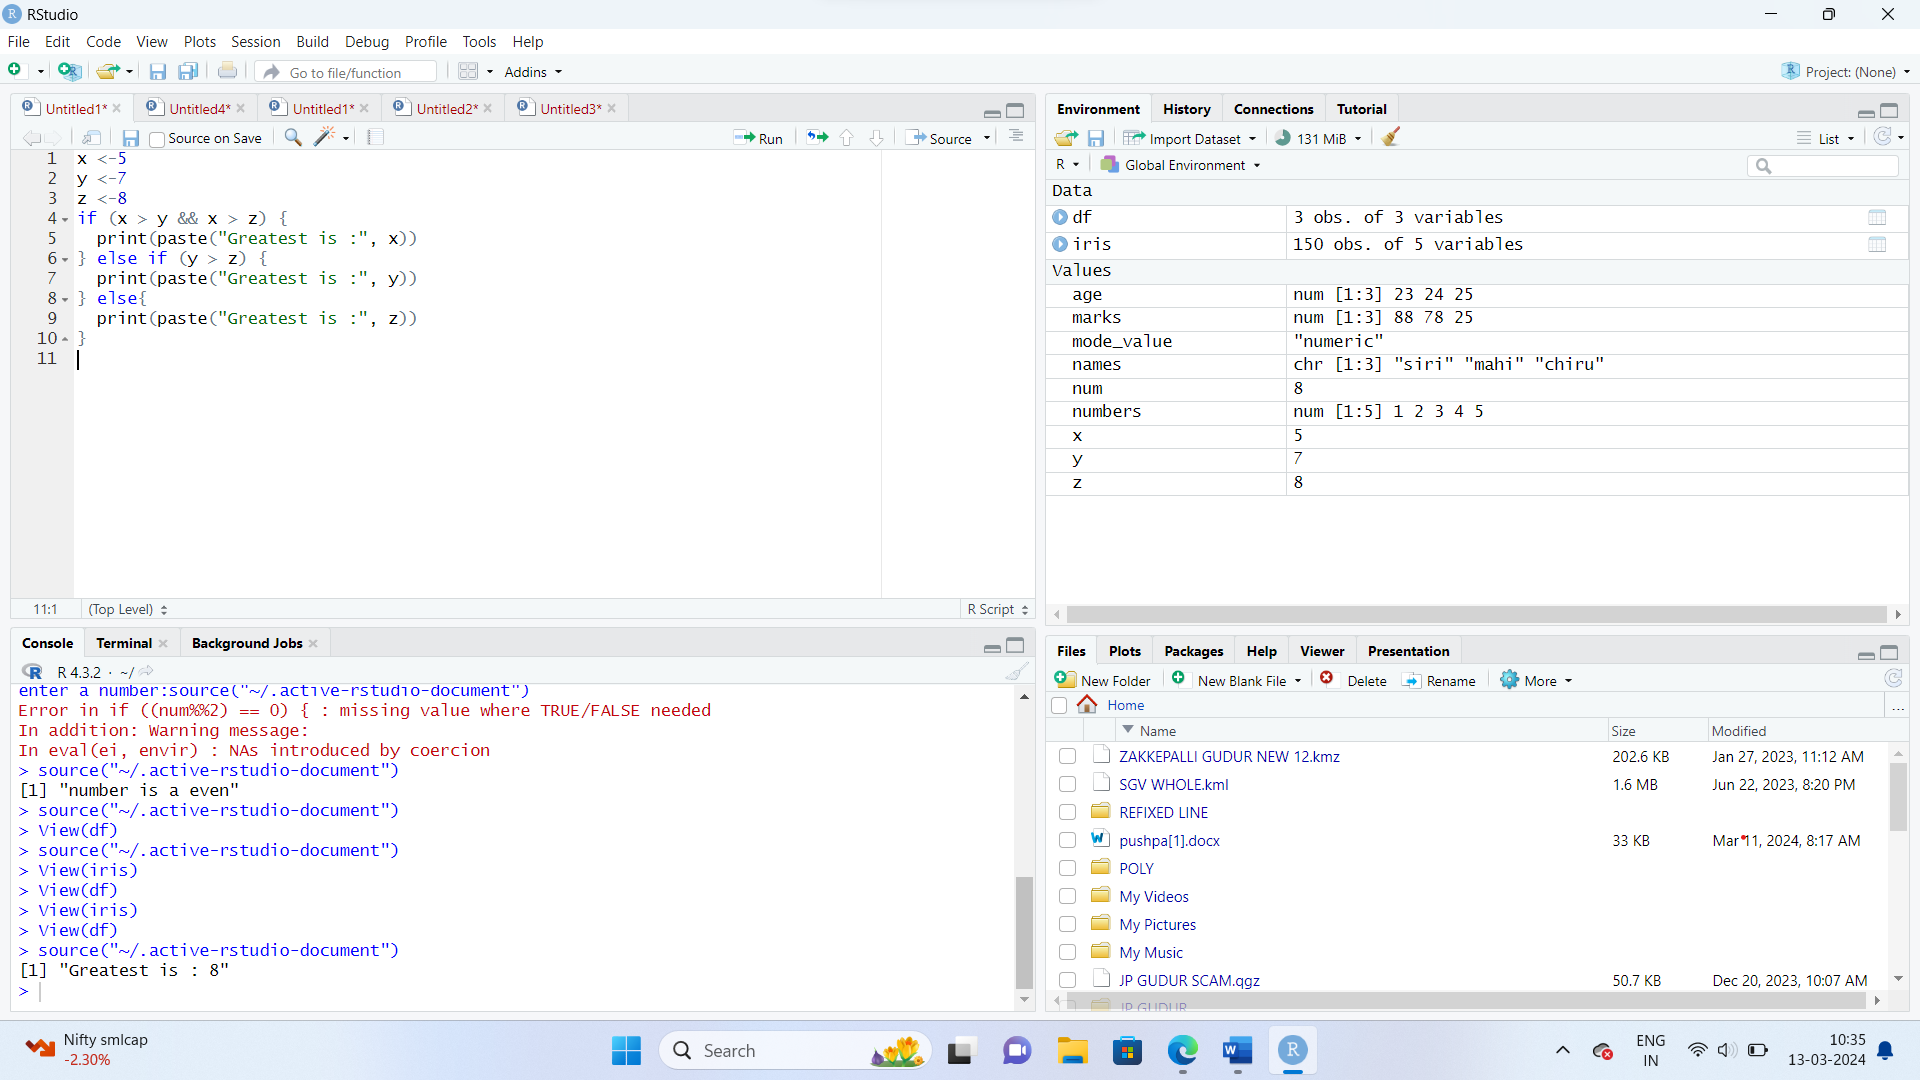 RStudio
File Edit Code View Plots Session Build Debug Profile Tools Help
Go to file/function Addins Project: (None)
Untitled1* Untitled4* Untitled1* Untitled2* Untitled3*
Source on Save Run Source
1 x <-5
2 y <-7
3 z <-8
4 if (x > y && x > z) {
5 print(paste("Greatest is :", x))
6 } else if (y > z) {
7 print(paste("Greatest is :", y))
8 } else{
9 print(paste("Greatest is :", z))
10 }
11
11:1 (Top Level) R Script
Console Terminal Background Jobs
R 4.3.2 · ~/
enter a number:source("~/.active-rstudio-document")
Error in if ((num%%2) == 0) { : missing value where TRUE/FALSE needed
In addition: Warning message:
In eval(ei, envir) : NAs introduced by coercion
> source("~/.active-rstudio-document")
[1] "number is a even"
> source("~/.active-rstudio-document")
> View(df)
> source("~/.active-rstudio-document")
> View(iris)
> View(df)
> View(iris)
> View(df)
> source("~/.active-rstudio-document")
[1] "Greatest is : 8"
>
Environment History Connections Tutorial
Import Dataset 131 MiB List
R Global Environment
Data
df 3 obs. of 3 variables
iris 150 obs. of 5 variables
Values
age num [1:3] 23 24 25
marks num [1:3] 88 78 25
mode_value "numeric"
names chr [1:3] "siri" "mahi" "chiru"
num 8
numbers num [1:5] 1 2 3 4 5
x 5
y 7
z 8
Files Plots Packages Help Viewer Presentation
New Folder New Blank File Delete Rename More
Home ...
Name Size Modified
ZAKKEPALLI GUDUR NEW 12.kmz 202.6 KB Jan 27, 2023, 11:12 AM
SGV WHOLE.kml 1.6 MB Jun 22, 2023, 8:20 PM
REFIXED LINE
pushpa[1].docx 33 KB Mar 11, 2024, 8:17 AM
POLY
My Videos
My Pictures
My Music
JP GUDUR SCAM.qgz 50.7 KB Dec 20, 2023, 10:07 AM
JP GUDUR
Nifty smlcap
-2.30%
Search
ENG
IN
10:35
13-03-2024